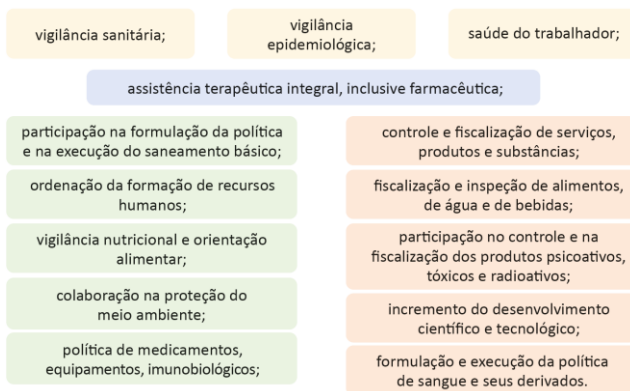 vigilância sanitária;
vigilância
epidemiológica;
saúde do trabalhador;
assistência terapêutica integral, inclusive farmacêutica;
participação na formulação da política
e na execução do saneamento básico;
ordenação da formação de recursos
humanos;
vigilância nutricional e orientação
alimentar;
colaboração na proteção do
meio ambiente;
política de medicamentos,
equipamentos, imunobiológicos;
controle e fiscalização de serviços,
produtos e substâncias;
fiscalização e inspeção de alimentos,
de água e de bebidas;
participação no controle e na
fiscalização dos produtos psicoativos,
tóxicos e radioativos;
incremento do desenvolvimento
científico e tecnológico;
formulação e execução da política
de sangue e seus derivados.